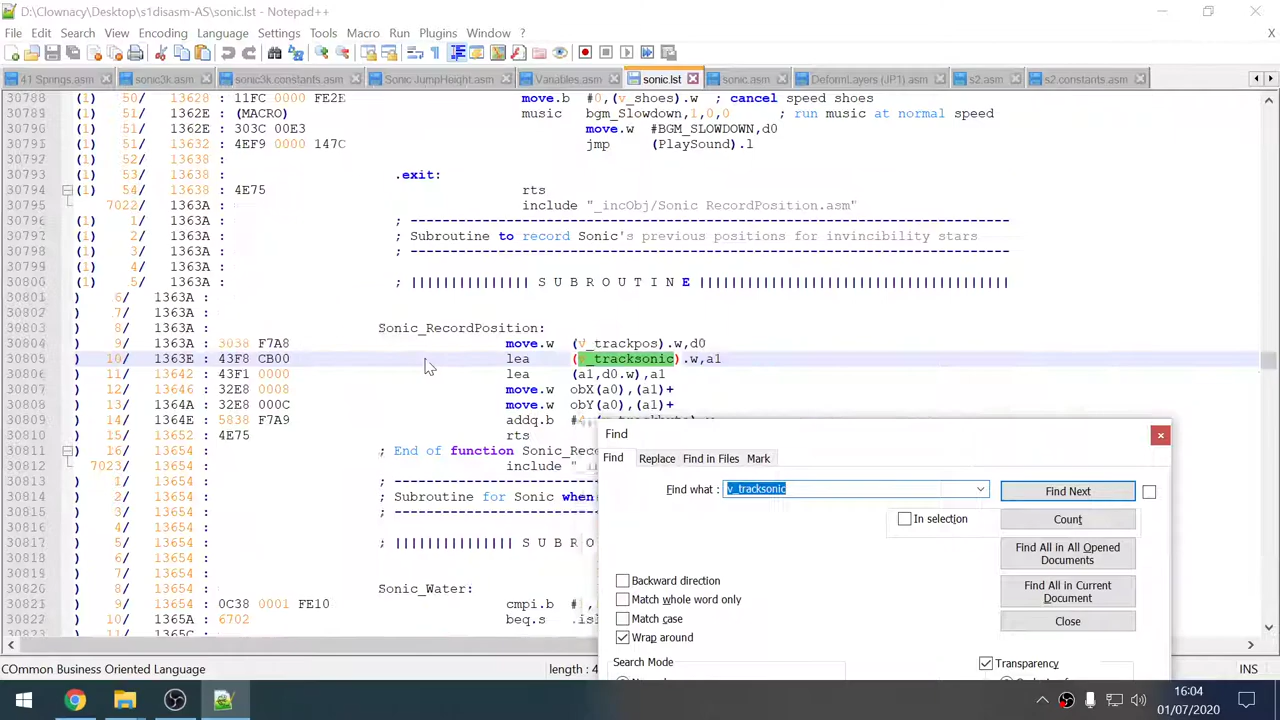 D:\Clownacy\Desktop\s1disasm-AS\sonic.lst - Notepad++
File Edit Search View Encoding Language Settings Tools Macro Run Plugins Window ? X
41 Springs.asm sonic3k.asm sonic3k.constants.asm Sonic JumpHeight.asm Variables.asm sonic.lst sonic.asm DeformLayers (JP1).asm s2.asm s2.constants.asm
30788 (1) 50/ 13628 : 11FC 0000 FE2E move.b #0,(v_shoes).w ; cancel speed shoes
(1) 51/ 1362E : (MACRO) music bgm_Slowdown,1,0,0 ; run music at normal speed
30790 (1) 51/ 1362E : 303C 00E3 move.w #BGM_SLOWDOWN,d0
(1) 51/ 13632 : 4EF9 0000 147C jmp (PlaySound).l
30792 (1) 52/ 13638 :
30793 (1) 53/ 13638 : .exit:
30794 (1) 54/ 13638 : 4E75 rts
30795 7022/ 1363A : include "_incObj/Sonic RecordPosition.asm"
30796 (1) 1/ 1363A : ; ---------------------------------------------------------------------------
30797 (1) 2/ 1363A : ; Subroutine to record Sonic's previous positions for invincibility stars
30798 (1) 3/ 1363A : ; ---------------------------------------------------------------------------
30799 (1) 4/ 1363A :
30800 (1) 5/ 1363A : ; ||||||||||||||| S U B R O U T I N E |||||||||||||||||||||||||||||||||||||||
30801 ) 6/ 1363A :
30802 ) 7/ 1363A :
30803 ) 8/ 1363A : Sonic_RecordPosition:
30804 ) 9/ 1363A : 3038 F7A8 move.w (v_trackpos).w,d0
30805 ) 10/ 1363E : 43F8 CB00 lea (v_tracksonic).w,a1
30806 ) 11/ 13642 : 43F1 0000 lea (a1,d0.w),a1
30807 ) 12/ 13646 : 32E8 0008 move.w obX(a0),(a1)+
30808 ) 13/ 1364A : 32E8 000C move.w obY(a0),(a1)+
30809 ) 14/ 1364E : 5838 F7A9 addq.b
30810 ) 15/ 13652 : 4E75 rts
30811 ) 16/ 13654 : ; End of function Sonic_Rec
30812 7023/ 13654 : include "_i
30813 ) 1/ 13654 : ; ---------------------------
30814 ) 2/ 13654 : ; Subroutine for Sonic when
30815 ) 3/ 13654 : ; ---------------------------
30816 ) 4/ 13654 :
30817 ) 5/ 13654 : ; ||||||||||||||| S U B R O
30818 ) 6/ 13654 :
30819 ) 7/ 13654 :
30820 ) 8/ 13654 : Sonic_Water:
30821 ) 9/ 13654 : 0C38 0001 FE10 cmpi.b #
30822 ) 10/ 1365A : 6702 beq.s .is
Find
Find Replace Find in Files Mark
Find what : v_tracksonic Find Next
In selection Count
Find All in All Opened Documents
Backward direction
Match whole word only Find All in Current Document
Match case
Close
Wrap around
Search Mode Transparency
COmmon Business Oriented Language length : 4 INS
16:04
01/07/2020